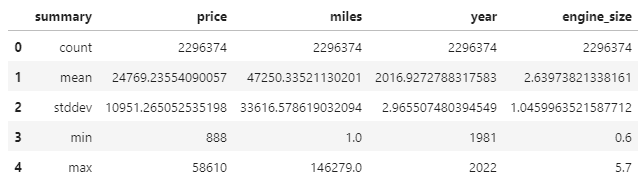 summary price miles year engine_size
0 count 2296374 2296374 2296374 2296374
1 mean 24769.23554090057 47250.33521130201 2016.9272788317583 2.63973821338161
2 stddev 10951.265052535198 33616.578619032094 2.965507480394549 1.0459963521587712
3 min 888 1.0 1981 0.6
4 max 58610 146279.0 2022 5.7